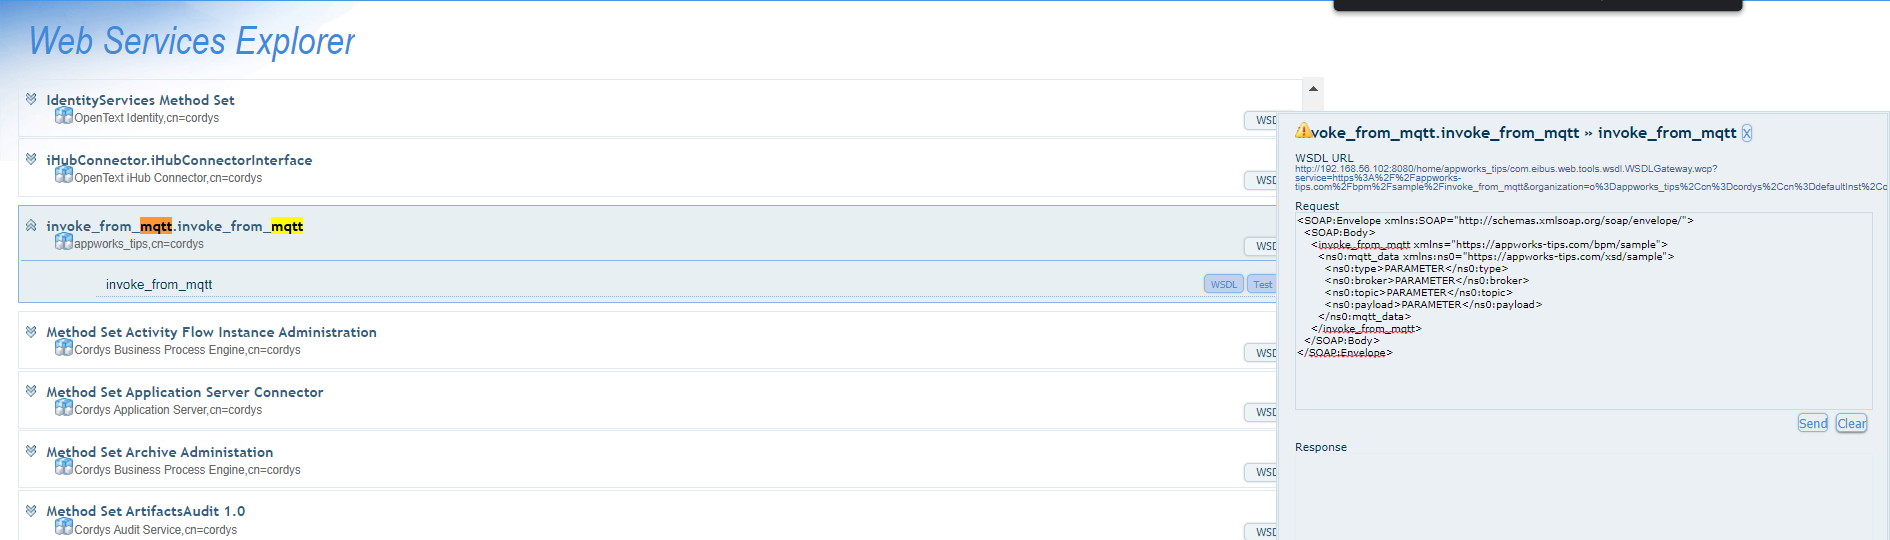 Web Services Explorer
IdentityServices Method Set
OpenText Identity,cn=cordys
WSD
iHubConnector.iHubConnectorInterface
OpenText iHub Connector,cn=cordys
WSD
invoke_from_mqtt.invoke_from_mqtt
appworks_tips,cn=cordys
WSD
invoke_from_mqtt
WSDL
Test
Method Set Activity Flow Instance Administration
Cordys Business Process Engine,cn=cordys
WSD
Method Set Application Server Connector
Cordys Application Server,cn=cordys
WSD
Method Set Archive Administation
Cordys Business Process Engine,cn=cordys
WSD
Method Set ArtifactsAudit 1.0
Cordys Audit Service,cn=cordys
WSD
voke_from_mqtt.invoke_from_mqtt » invoke_from_mqtt X
WSDL URL
http://192.168.56.102:8080/home/appworks_tips/com.eibus.web.tools.wsdl.WSDLGateway.wcp?
service=https%3A%2F%2Fappworks-
tips.com%2Fbpm%2Fsample%2Finvoke_from_mqtt&organization=o%3Dappworks_tips%2Ccn%3Dcordys%2Ccn%3DdefaultInst%2Co
Request
<SOAP:Envelope xmlns:SOAP="http://schemas.xmlsoap.org/soap/envelope/">
<SOAP:Body>
<invoke_from_mqtt xmlns="https://appworks-tips.com/bpm/sample">
<ns0:mqtt_data xmlns:ns0="https://appworks-tips.com/xsd/sample">
<ns0:type>PARAMETER</ns0:type>
<ns0:broker>PARAMETER</ns0:broker>
<ns0:topic>PARAMETER</ns0:topic>
<ns0:payload>PARAMETER</ns0:payload>
</ns0:mqtt_data>
</invoke_from_mqtt>
</SOAP:Body>
</SOAP:Envelope>
Send
Clear
Response